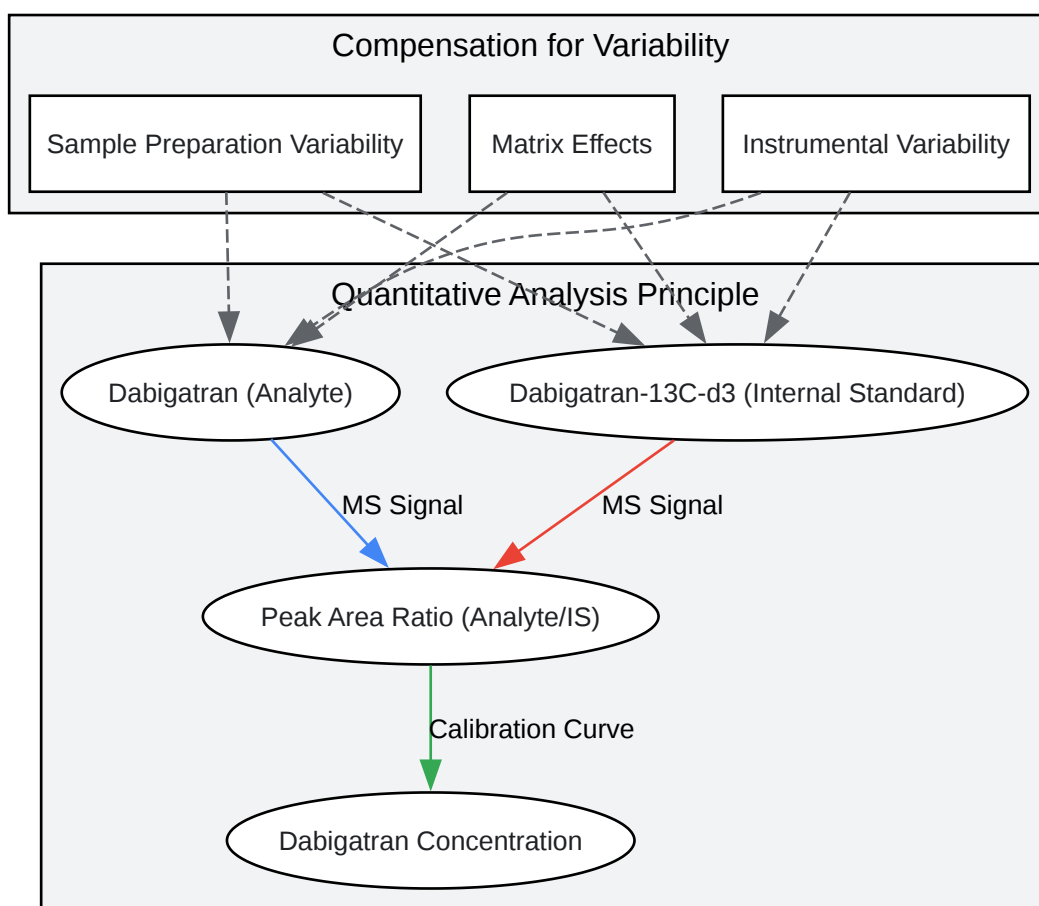 Compensation for Variability
Sample Preparation Variability
Matrix Effects
Instrumental Variability
Quantitative Analysis Principle
Dabigatran (Analyte)
Dabigatran-13C-d3 (Internal Standard)
MS Signal
MS Signal
Peak Area Ratio (Analyte/IS)
Calibration Curve
Dabigatran Concentration